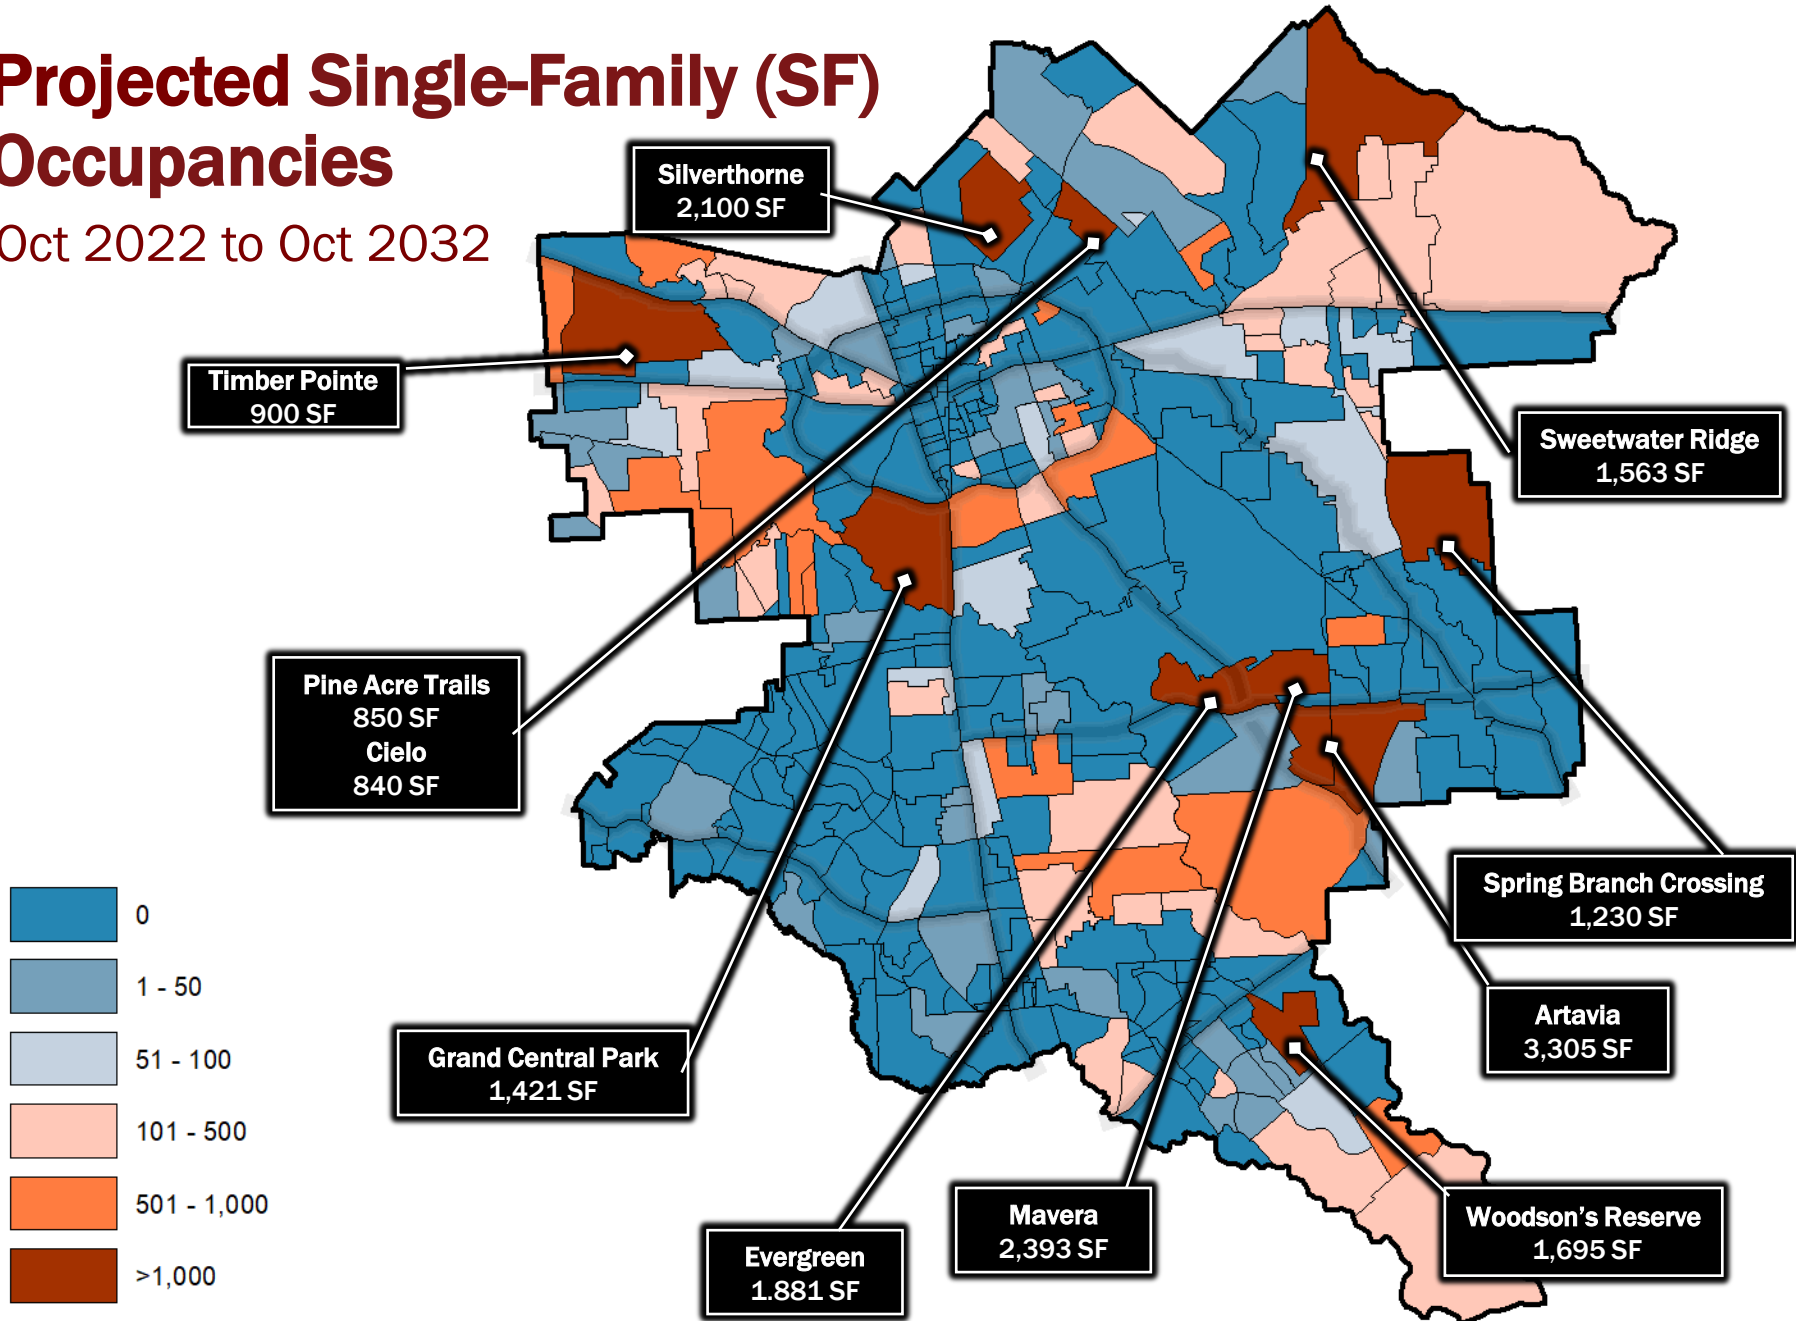 Projected Single-Family (SF)
Occupancies
Oct 2022 to Oct 2032
Silverthorne
2,100 SF
Timber Pointe
900 SF
Sweetwater Ridge
1,563 SF
Pine Acre Trails
850 SF
Cielo
840 SF
Spring Branch Crossing
1,230 SF
Artavia
3,305 SF
Grand Central Park
1,421 SF
Mavera
2,393 SF
Woodson’s Reserve
1,695 SF
Evergreen
1.881 SF
0
1 - 50
51 - 100
101 - 500
501 - 1,000
>1,000